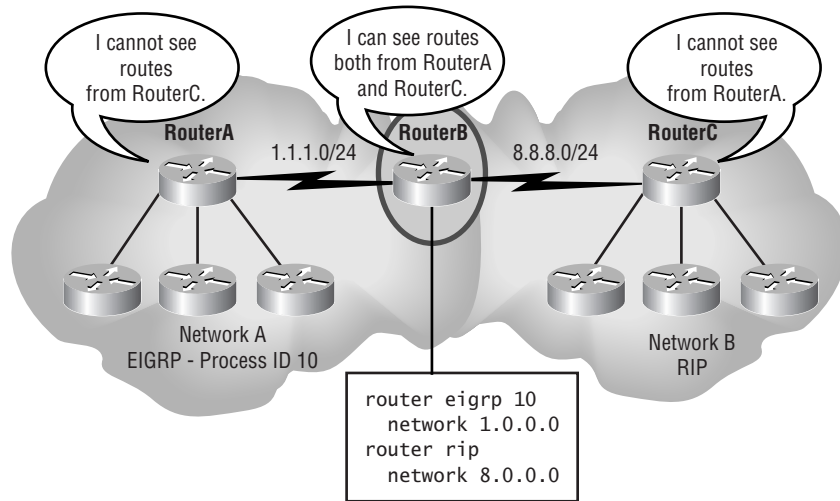 I cannot see
routes
from RouterC.
I can see routes
both from RouterA
and RouterC.
I cannot see
routes
from RouterA.
RouterA
RouterB
RouterC
1.1.1.0/24
8.8.8.0/24
Network A
EIGRP - Process ID 10
Network B
RIP
router eigrp 10
network 1.0.0.0
router rip
network 8.0.0.0